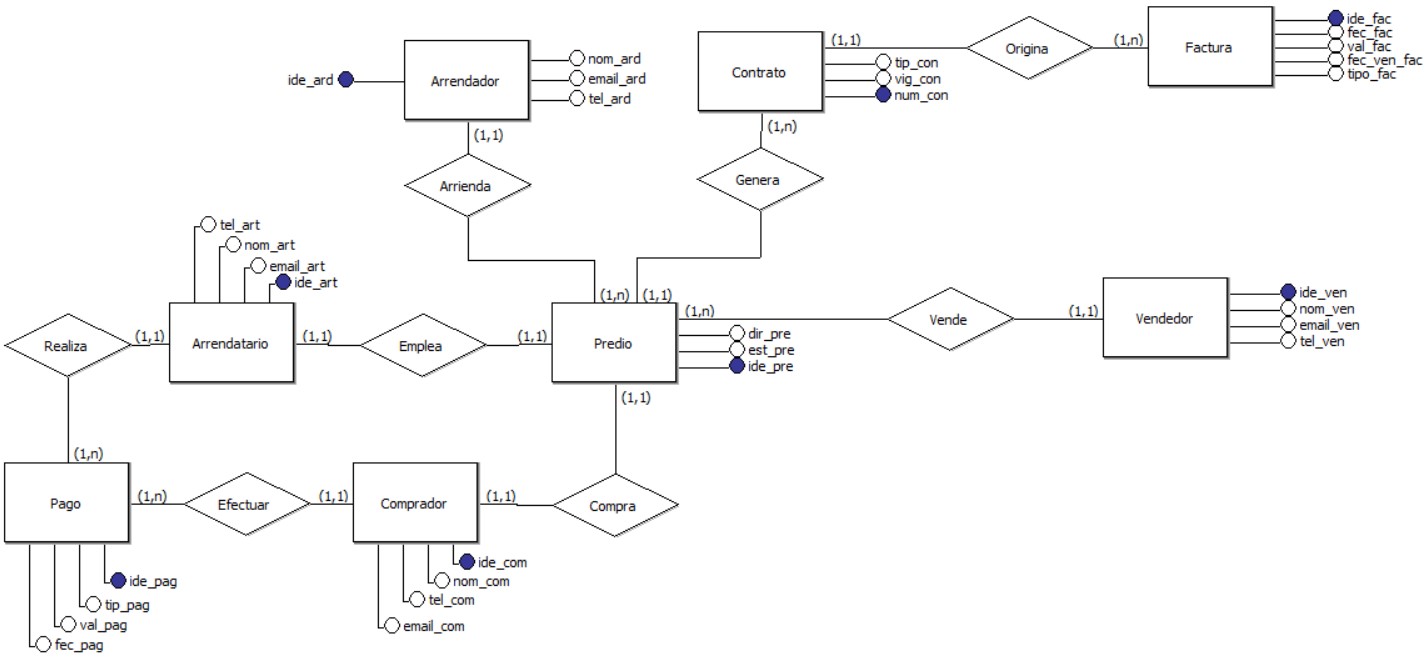 ide_ard
Arrendador
nom_ard
email_ard
tel_ard
(1,1)
Arrienda
Contrato
(1,1)
tip_con
vig_con
num_con
(1,n)
Genera
Origina
(1,n)
Factura
ide_fac
fec_fac
val_fac
fec_ven_fac
tipo_fac
tel_art
nom_art
email_art
ide_art
Realiza
(1,1)
Arrendatario
(1,1)
Emplea
(1,1)
(1,n)
(1,1)
Predio
(1,n)
dir_pre
est_pre
ide_pre
(1,1)
Vende
(1,1)
Vendedor
ide_ven
nom_ven
email_ven
tel_ven
(1,n)
Pago
(1,n)
Efectuar
(1,1)
Comprador
(1,1)
Compra
ide_pag
tip_pag
val_pag
fec_pag
ide_com
nom_com
tel_com
email_com